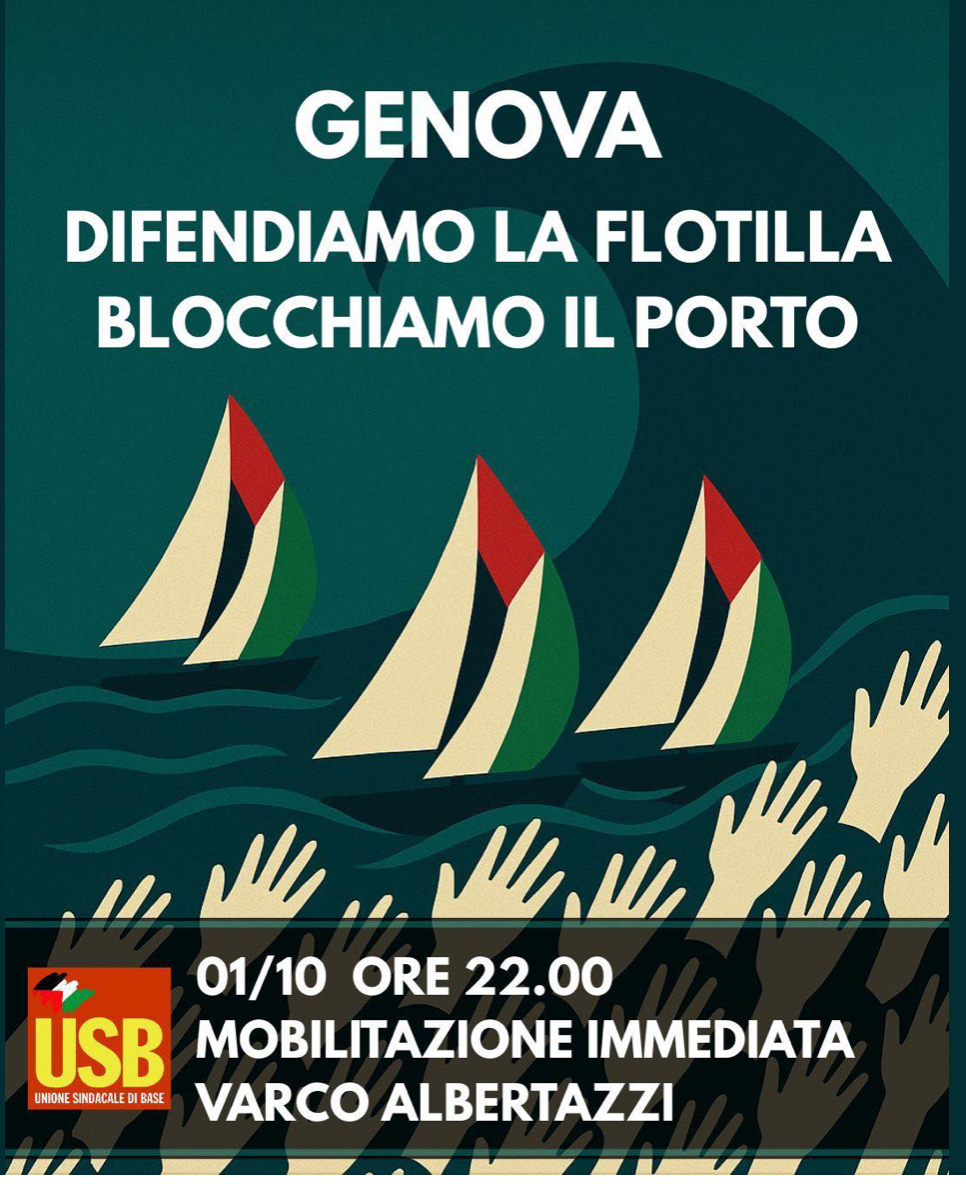 GENOVA
DIFENDIAMO LA FLOTILLA
BLOCCHIAMO IL PORTO
01/10 ORE 22.00
MOBILITAZIONE IMMEDIATA
VARCO ALBERTAZZI
USB
UNIONE SINDACALE DI BASE